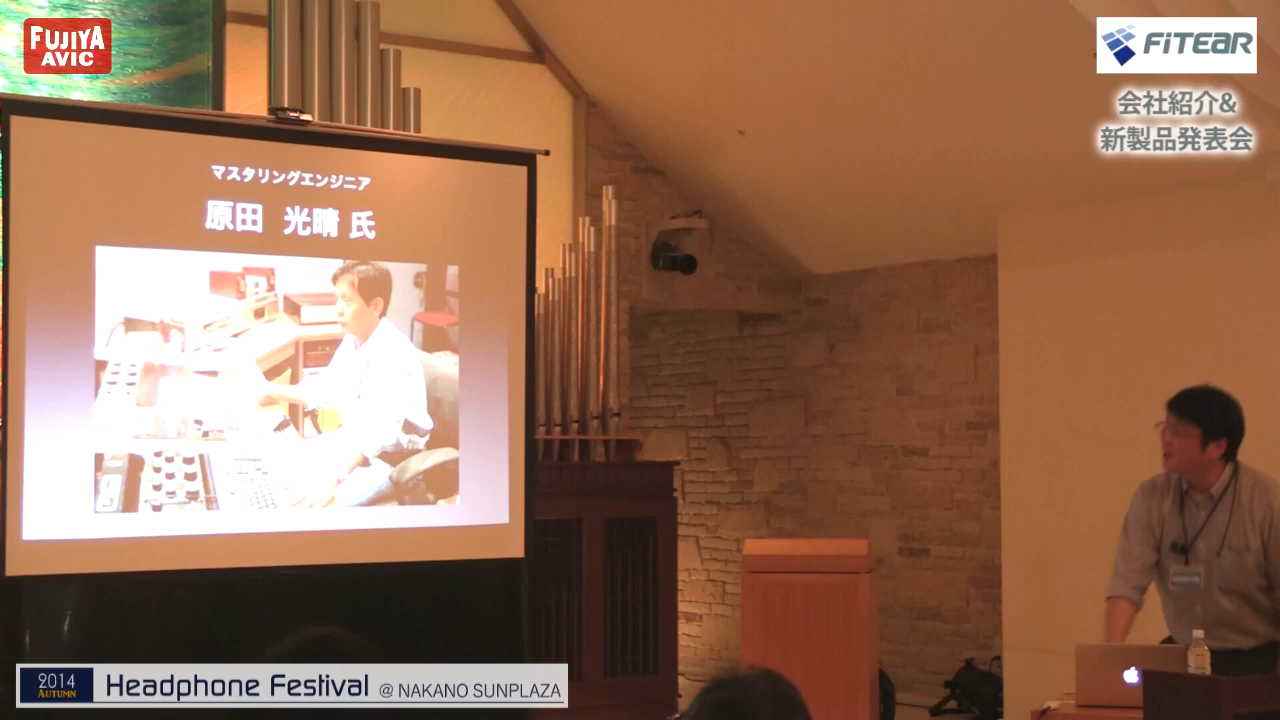 FUJIYA
AVIC
FiTEAR
会社紹介&
新製品発表会
マスタリングエンジニア
原田 光晴 氏
2014
AUTUMN
Headphone Festival @ NAKANO SUNPLAZA